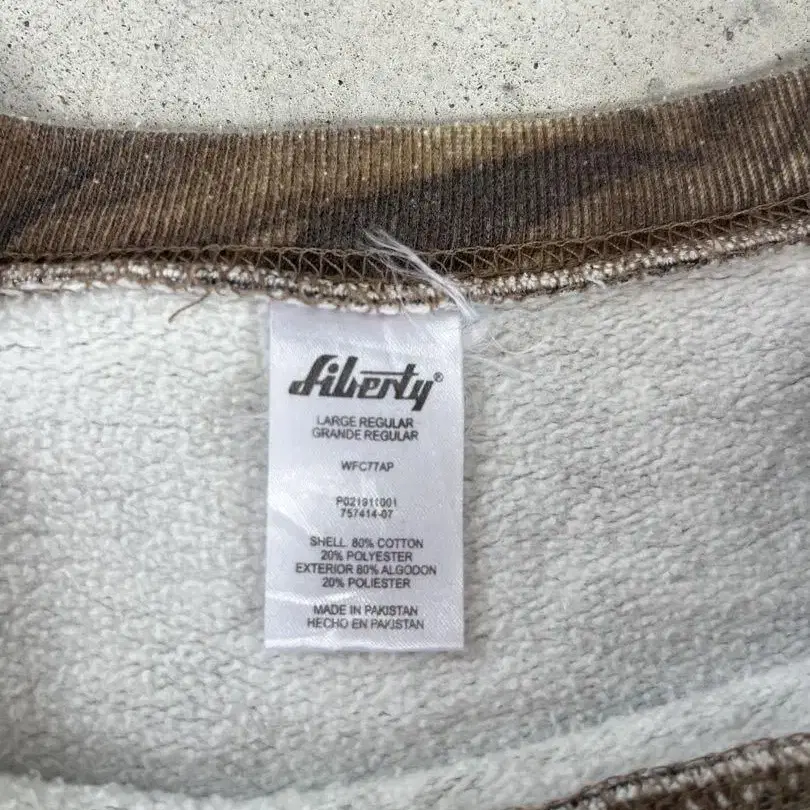 Liberty®
LARGE REGULAR
GRANDE REGULAR
WFC77AP
P021911001
757414-07
SHELL 80% COTTON
20% POLYESTER
EXTERIOR 80% ALGODON
20% POLIESTER
MADE IN PAKISTAN
HECHO EN PAKISTAN